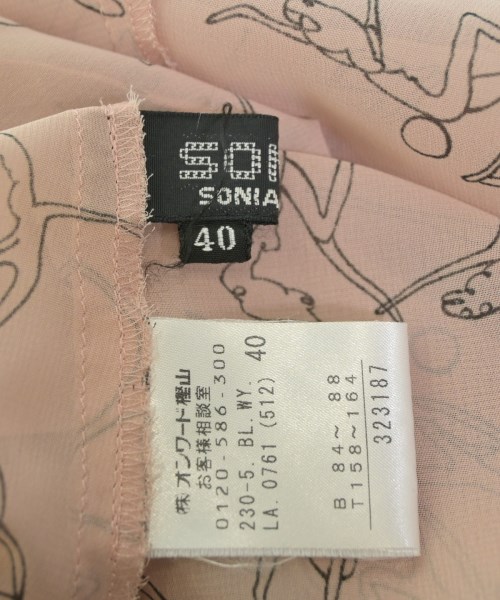 SO
SONIA
40
(株)オンワード樫山
お客様相談室
0120-586-300
230-5. BL.WY. 40
LA. 0761 (512)
B 84～ 88
T158～164
323187